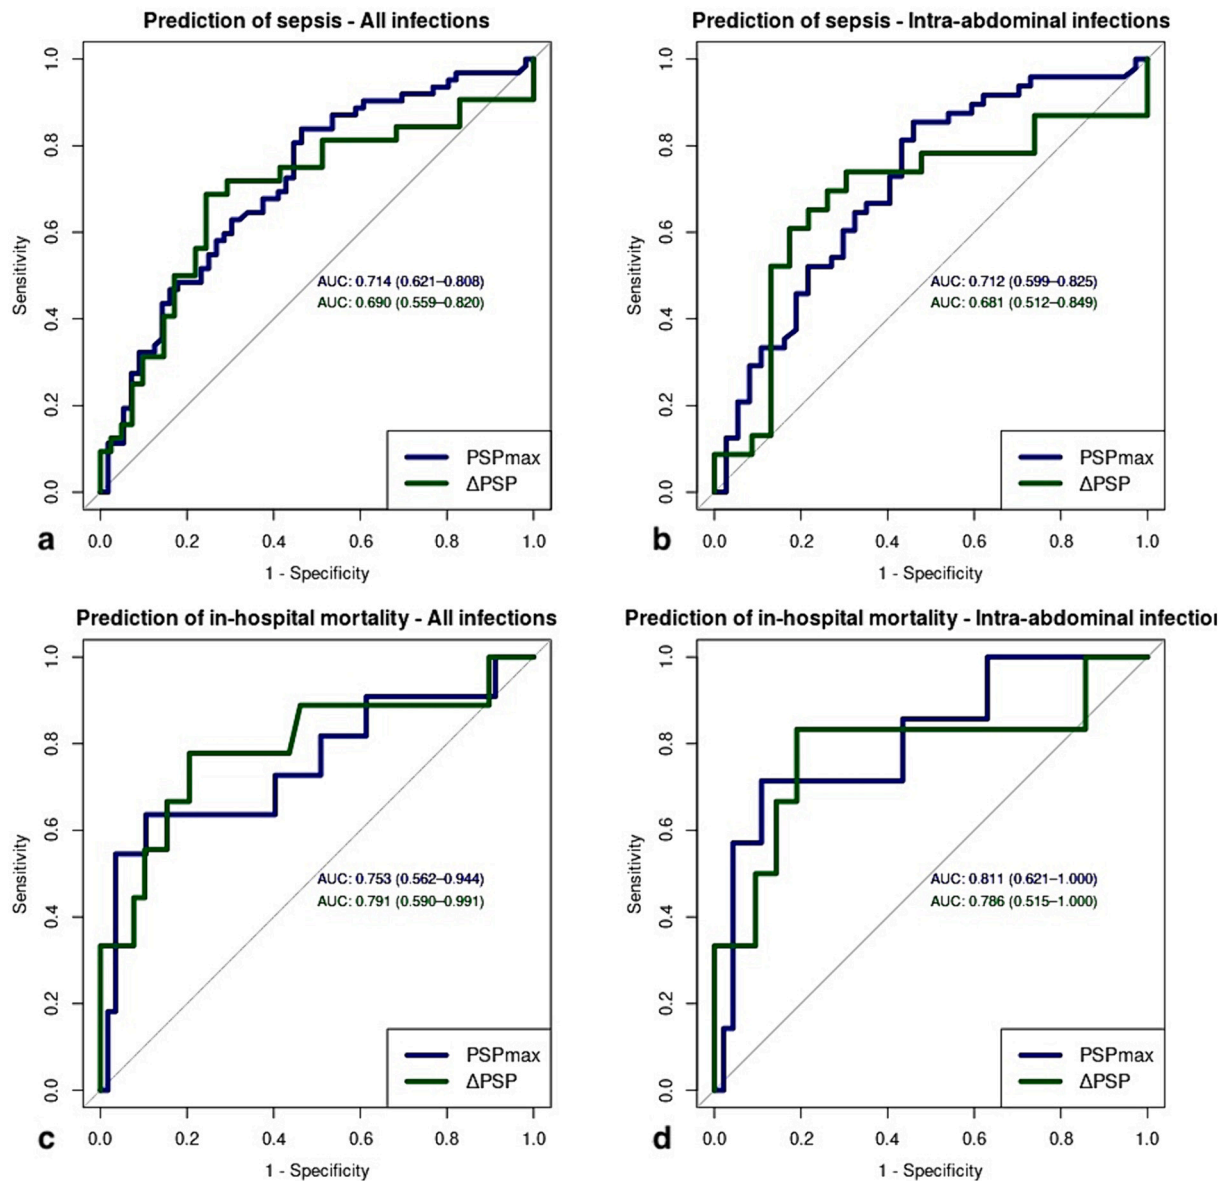 Prediction of sepsis - All infections
1.0
0.8
0.6
0.4
0.2
0.0
Sensitivity
AUC: 0.714 (0.621–0.808)
AUC: 0.690 (0.559–0.820)
PSPmax
ΔPSP
0.0 0.2 0.4 0.6 0.8 1.0
1 - Specificity
a
Prediction of sepsis - Intra-abdominal infections
1.0
0.8
0.6
0.4
0.2
0.0
Sensitivity
AUC: 0.712 (0.599–0.825)
AUC: 0.681 (0.512–0.849)
PSPmax
ΔPSP
0.0 0.2 0.4 0.6 0.8 1.0
1 - Specificity
b
Prediction of in-hospital mortality - All infections
1.0
0.8
0.6
0.4
0.2
0.0
Sensitivity
AUC: 0.753 (0.562–0.944)
AUC: 0.791 (0.590–0.991)
PSPmax
ΔPSP
0.0 0.2 0.4 0.6 0.8 1.0
1 - Specificity
c
Prediction of in-hospital mortality - Intra-abdominal infection
1.0
0.8
0.6
0.4
0.2
0.0
Sensitivity
AUC: 0.811 (0.621–1.000)
AUC: 0.786 (0.515–1.000)
PSPmax
ΔPSP
0.0 0.2 0.4 0.6 0.8 1.0
1 - Specificity
d